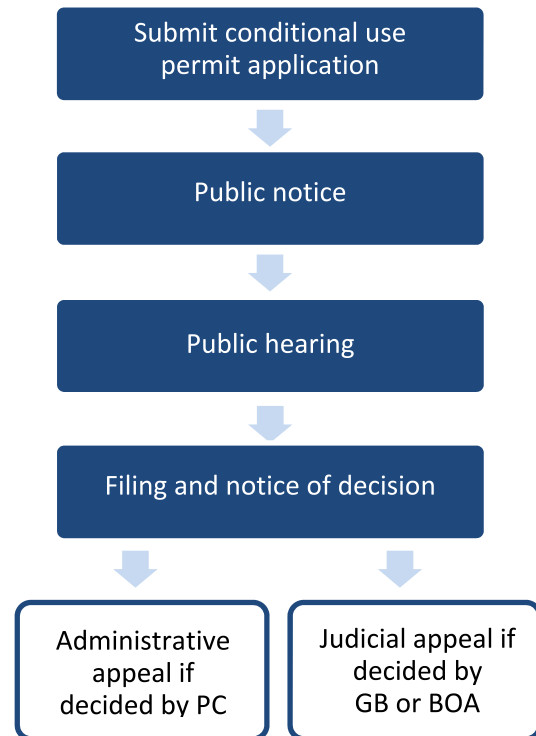 Submit conditional use
permit application
Public notice
Public hearing
Filing and notice of decision
Administrative
appeal if
decided by PC
Judicial appeal if
decided by
GB or BOA